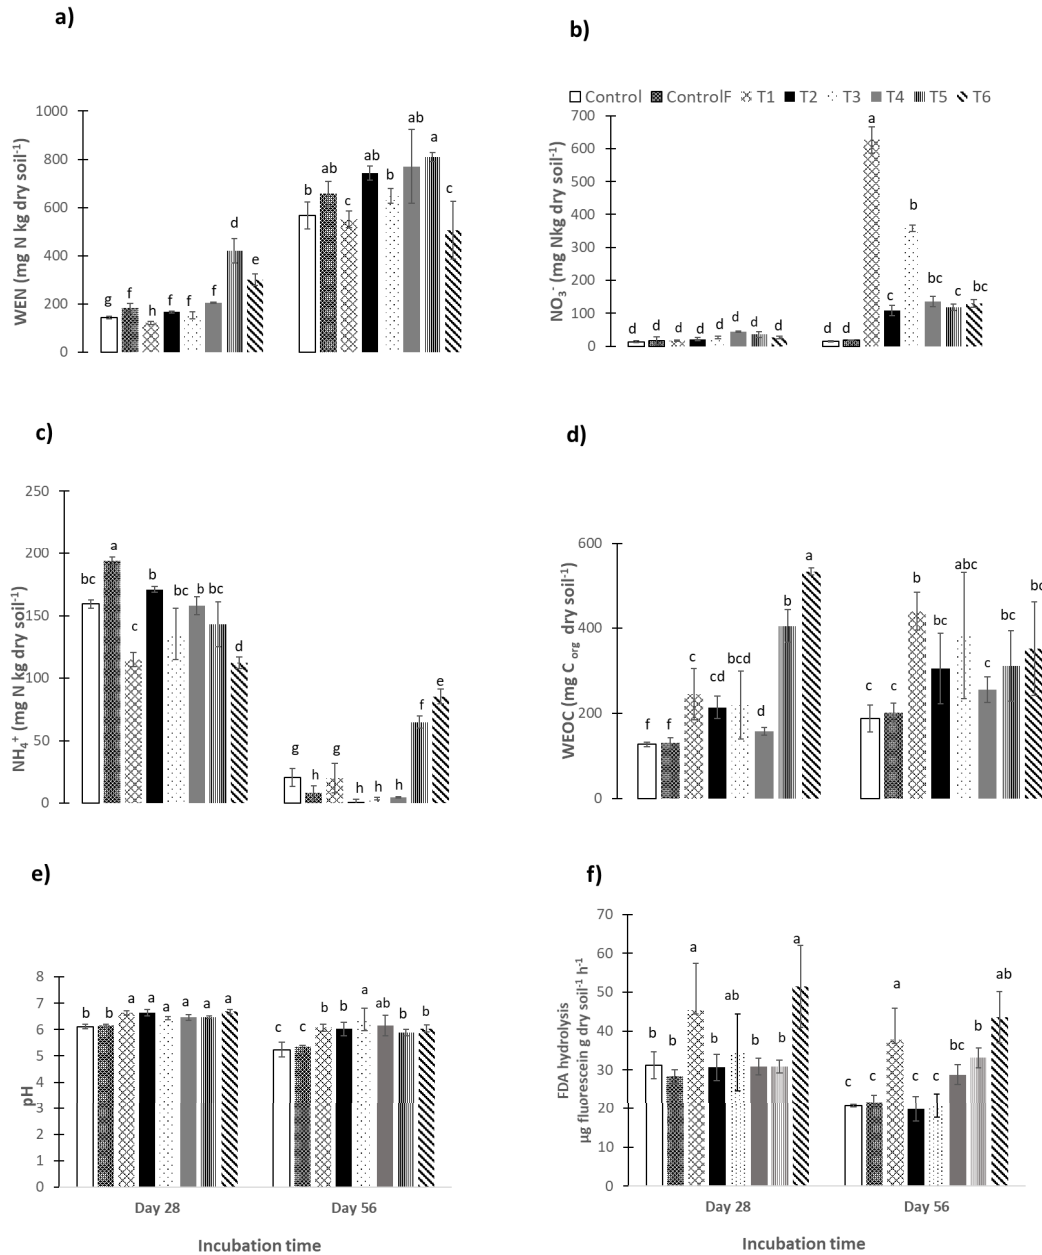 a)
b)
Control ControlF T1 T2 T3 T4 T5 T6
WEN (mg N kg dry soil-1)
1000
800
600
400
200
0
g f h f f f d e
b ab c ab b ab a c
NO3- (mg Nkg dry soil-1)
700
600
500
400
300
200
100
0
d d d d d d d d
d d a c b bc c bc
c)
d)
NH4+ (mg N kg dry soil-1)
250
200
150
100
50
0
bc a c b bc b bc d
g h g h h h f e
WEOC (mg C org dry soil-1)
600
400
200
0
f f c cd bcd d b a
c c b bc abc c bc bc
e)
f)
pH
8
7
6
5
4
3
2
1
0
b b a a a a a a
c c b b a ab b b
Day 28 Day 56
Incubation time
FDA hydrolysis
µg fluorescein g dry soil-1 h-1
70
60
50
40
30
20
10
0
b b a b ab b b a
c c a c c bc b ab
Day 28 Day 56
Incubation time